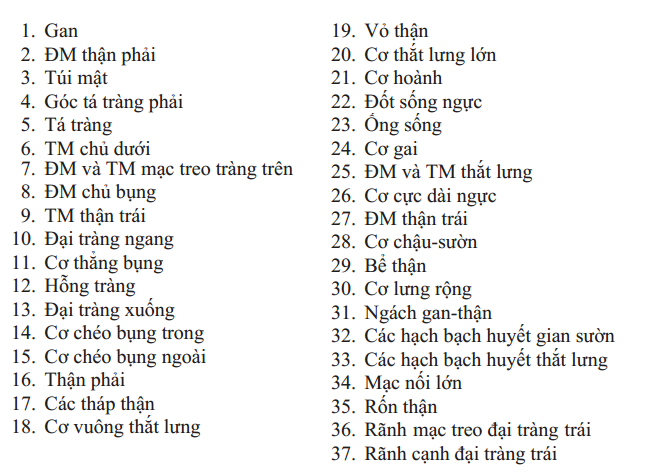 1. Gan
2. ĐM thận phải
3. Túi mật
4. Góc tá tràng phải
5. Tá tràng
6. TM chủ dưới
7. ĐM và TM mạc treo tràng trên
8. ĐM chủ bụng
9. TM thận trái
10. Đại tràng ngang
11. Cơ thẳng bụng
12. Hỗng tràng
13. Đại tràng xuống
14. Cơ chéo bụng trong
15. Cơ chéo bụng ngoài
16. Thận phải
17. Các tháp thận
18. Cơ vuông thắt lưng
19. Vỏ thận
20. Cơ thắt lưng lớn
21. Cơ hoành
22. Đốt sống ngực
23. Ống sống
24. Cơ gai
25. ĐM và TM thắt lưng
26. Cơ cực dài ngực
27. ĐM thận trái
28. Cơ chậu-sườn
29. Bể thận
30. Cơ lưng rộng
31. Ngách gan-thận
32. Các hạch bạch huyết gian sườn
33. Các hạch bạch huyết thắt lưng
34. Mạc nối lớn
35. Rốn thận
36. Rãnh mạc treo đại tràng trái
37. Rãnh cạnh đại tràng trái